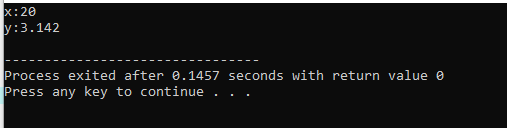 x:20
y:3.142
--------------------------------
Process exited after 0.1457 seconds with return value 0
Press any key to continue . . .